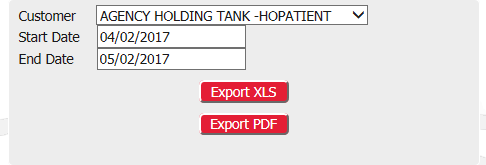 Customer AGENCY HOLDING TANK -HOPATIENT
Start Date 04/02/2017
End Date 05/02/2017
Export XLS
Export PDF